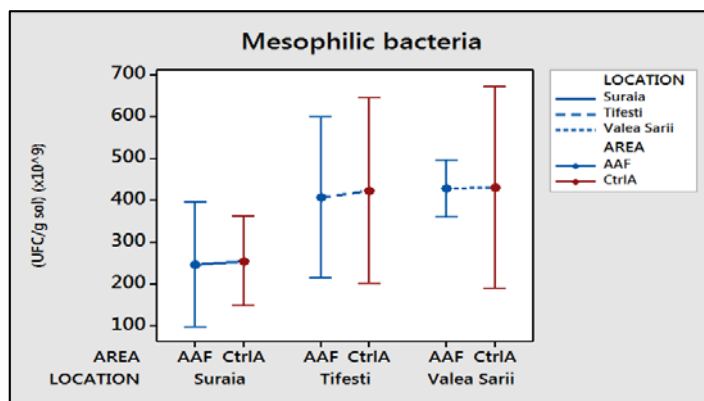 Mesophilic bacteria
700
600
500
400
300
200
100
(UFC/g sol) (x10^9)
AREA AAF CtrlA AAF CtrlA AAF CtrlA
LOCATION Suraia Tifesti Valea Sarii
LOCATION
Suraia
Tifesti
Valea Sarii
AREA
AAF
CtrlA